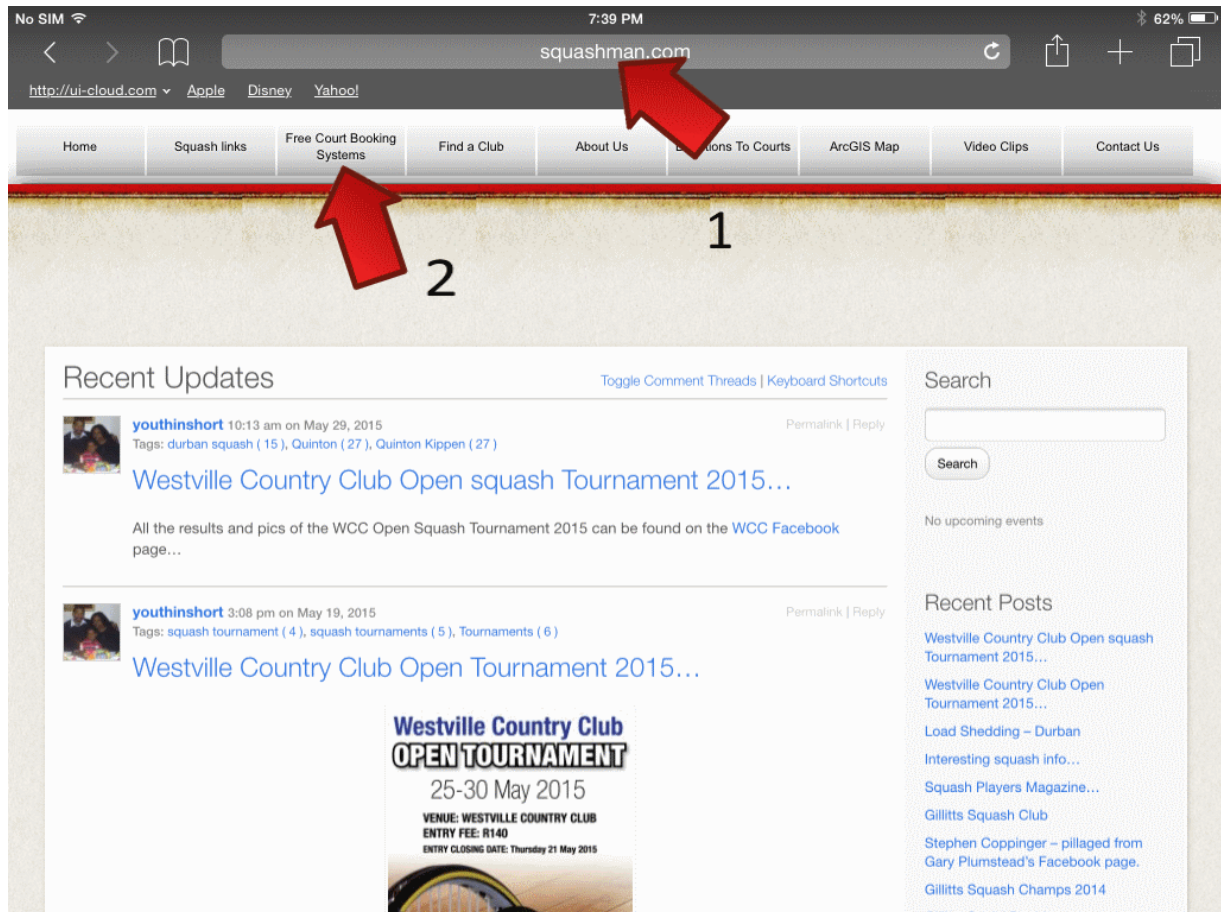 No SIM 7:39 PM 62%
squashman.com
http://ui-cloud.com Apple Disney Yahoo!
Home Squash links Free Court Booking Systems Find a Club About Us To Courts ArcGIS Map Video Clips Contact Us
1
2
Recent Updates
Toggle Comment Threads | Keyboard Shortcuts
youthinshort 10:13 am on May 29, 2015
Permalink | Reply
Tags: durban squash ( 15 ), Quinton ( 27 ), Quinton Kippen ( 27 )
Westville Country Club Open squash Tournament 2015…
All the results and pics of the WCC Open Squash Tournament 2015 can be found on the WCC Facebook
page…
youthinshort 3:08 pm on May 19, 2015
Permalink | Reply
Tags: squash tournament ( 4 ), squash tournaments ( 5 ), Tournaments ( 6 )
Westville Country Club Open Tournament 2015…
Westville Country Club
OPEN TOURNAMENT
25-30 May 2015
VENUE: WESTVILLE COUNTRY CLUB
ENTRY FEE: R140
ENTRY CLOSING DATE: Thursday 21 May 2015
Search
Search
No upcoming events
Recent Posts
Westville Country Club Open squash
Tournament 2015…
Westville Country Club Open
Tournament 2015…
Load Shedding – Durban
Interesting squash info…
Squash Players Magazine…
Gillitts Squash Club
Stephen Coppinger – pillaged from
Gary Plumstead's Facebook page.
Gillitts Squash Champs 2014